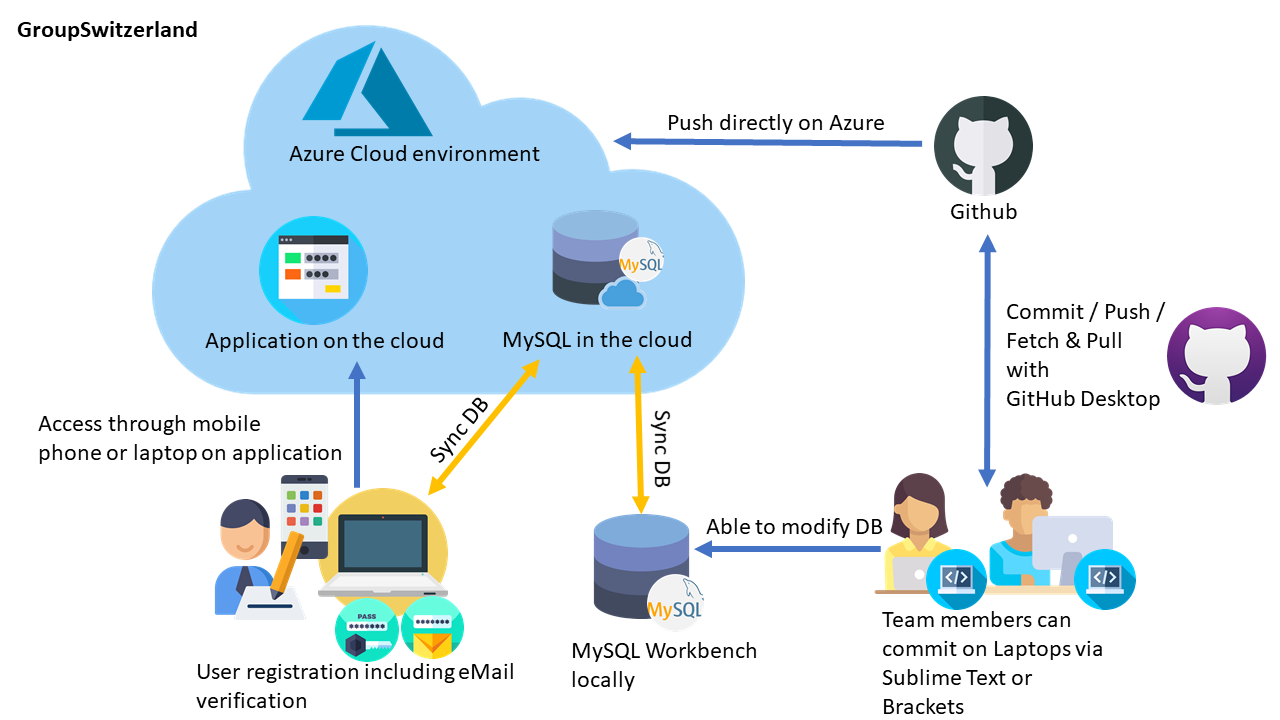 GroupSwitzerland
Azure Cloud environment
Push directly on Azure
Github
MySQL
Application on the cloud
MySQL in the cloud
Commit / Push /
Fetch & Pull
with
GitHub Desktop
Access through mobile
phone or laptop on application
Sync DB
Sync DB
Able to modify DB
</>
</>
PASS
MySQL
User registration including eMail
verification
MySQL Workbench
locally
Team members can
commit on Laptops via
Sublime Text or
Brackets